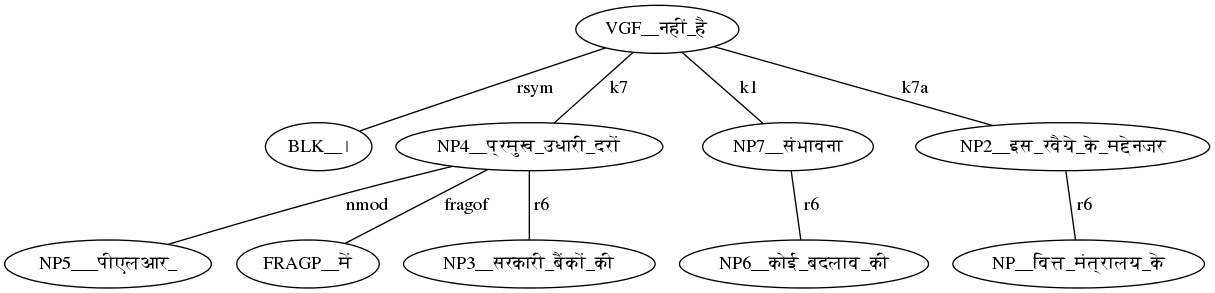 VGF__नहीं_है
rsym k7 k1 k7a
BLK__। NP4__प्रमुख_उधारी_दरों NP7__संभावना NP2__इस_रवैये_के_मद्देनजर
nmod fragof r6 r6 r6
NP5___पीएलआर_ FRAGP__में NP3__सरकारी_बैंकों_की NP6__कोई_बदलाव_की NP__वित्त_मंत्रालय_के